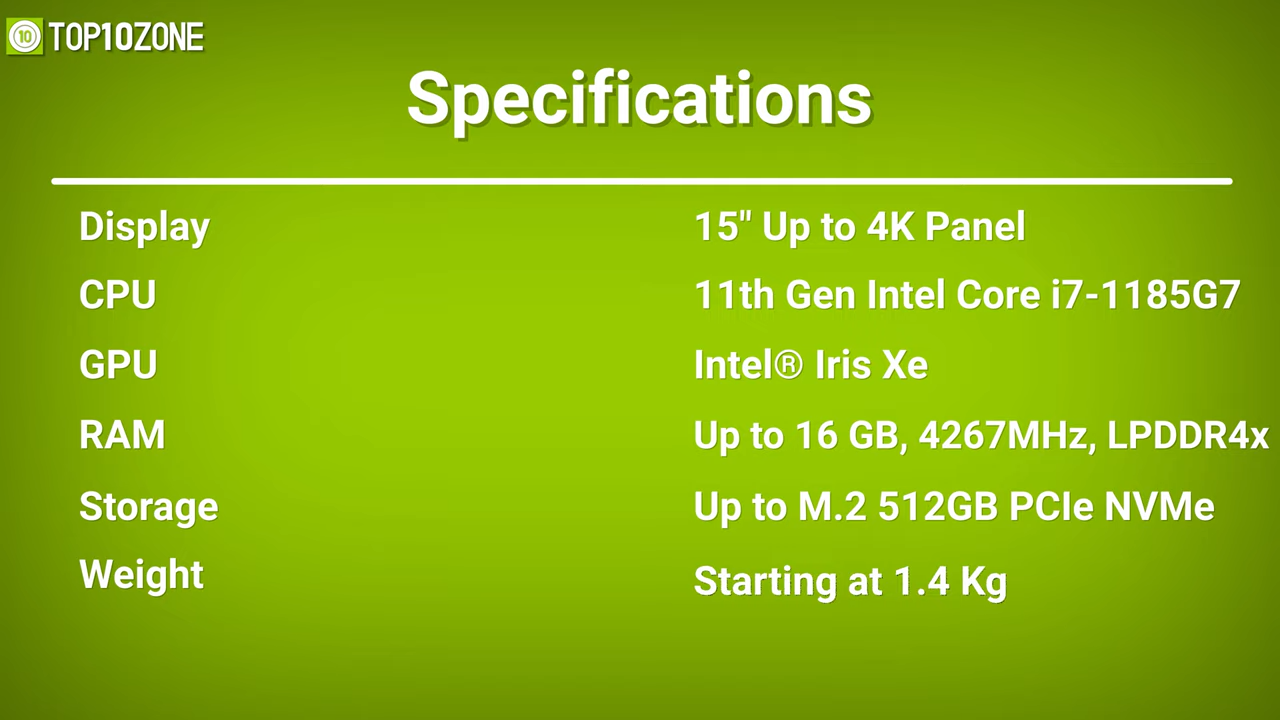 10 TOP10ZONE
Specifications
Display 15" Up to 4K Panel
CPU 11th Gen Intel Core i7-1185G7
GPU Intel® Iris Xe
RAM Up to 16 GB, 4267MHz, LPDDR4x
Storage Up to M.2 512GB PCIe NVMe
Weight Starting at 1.4 Kg